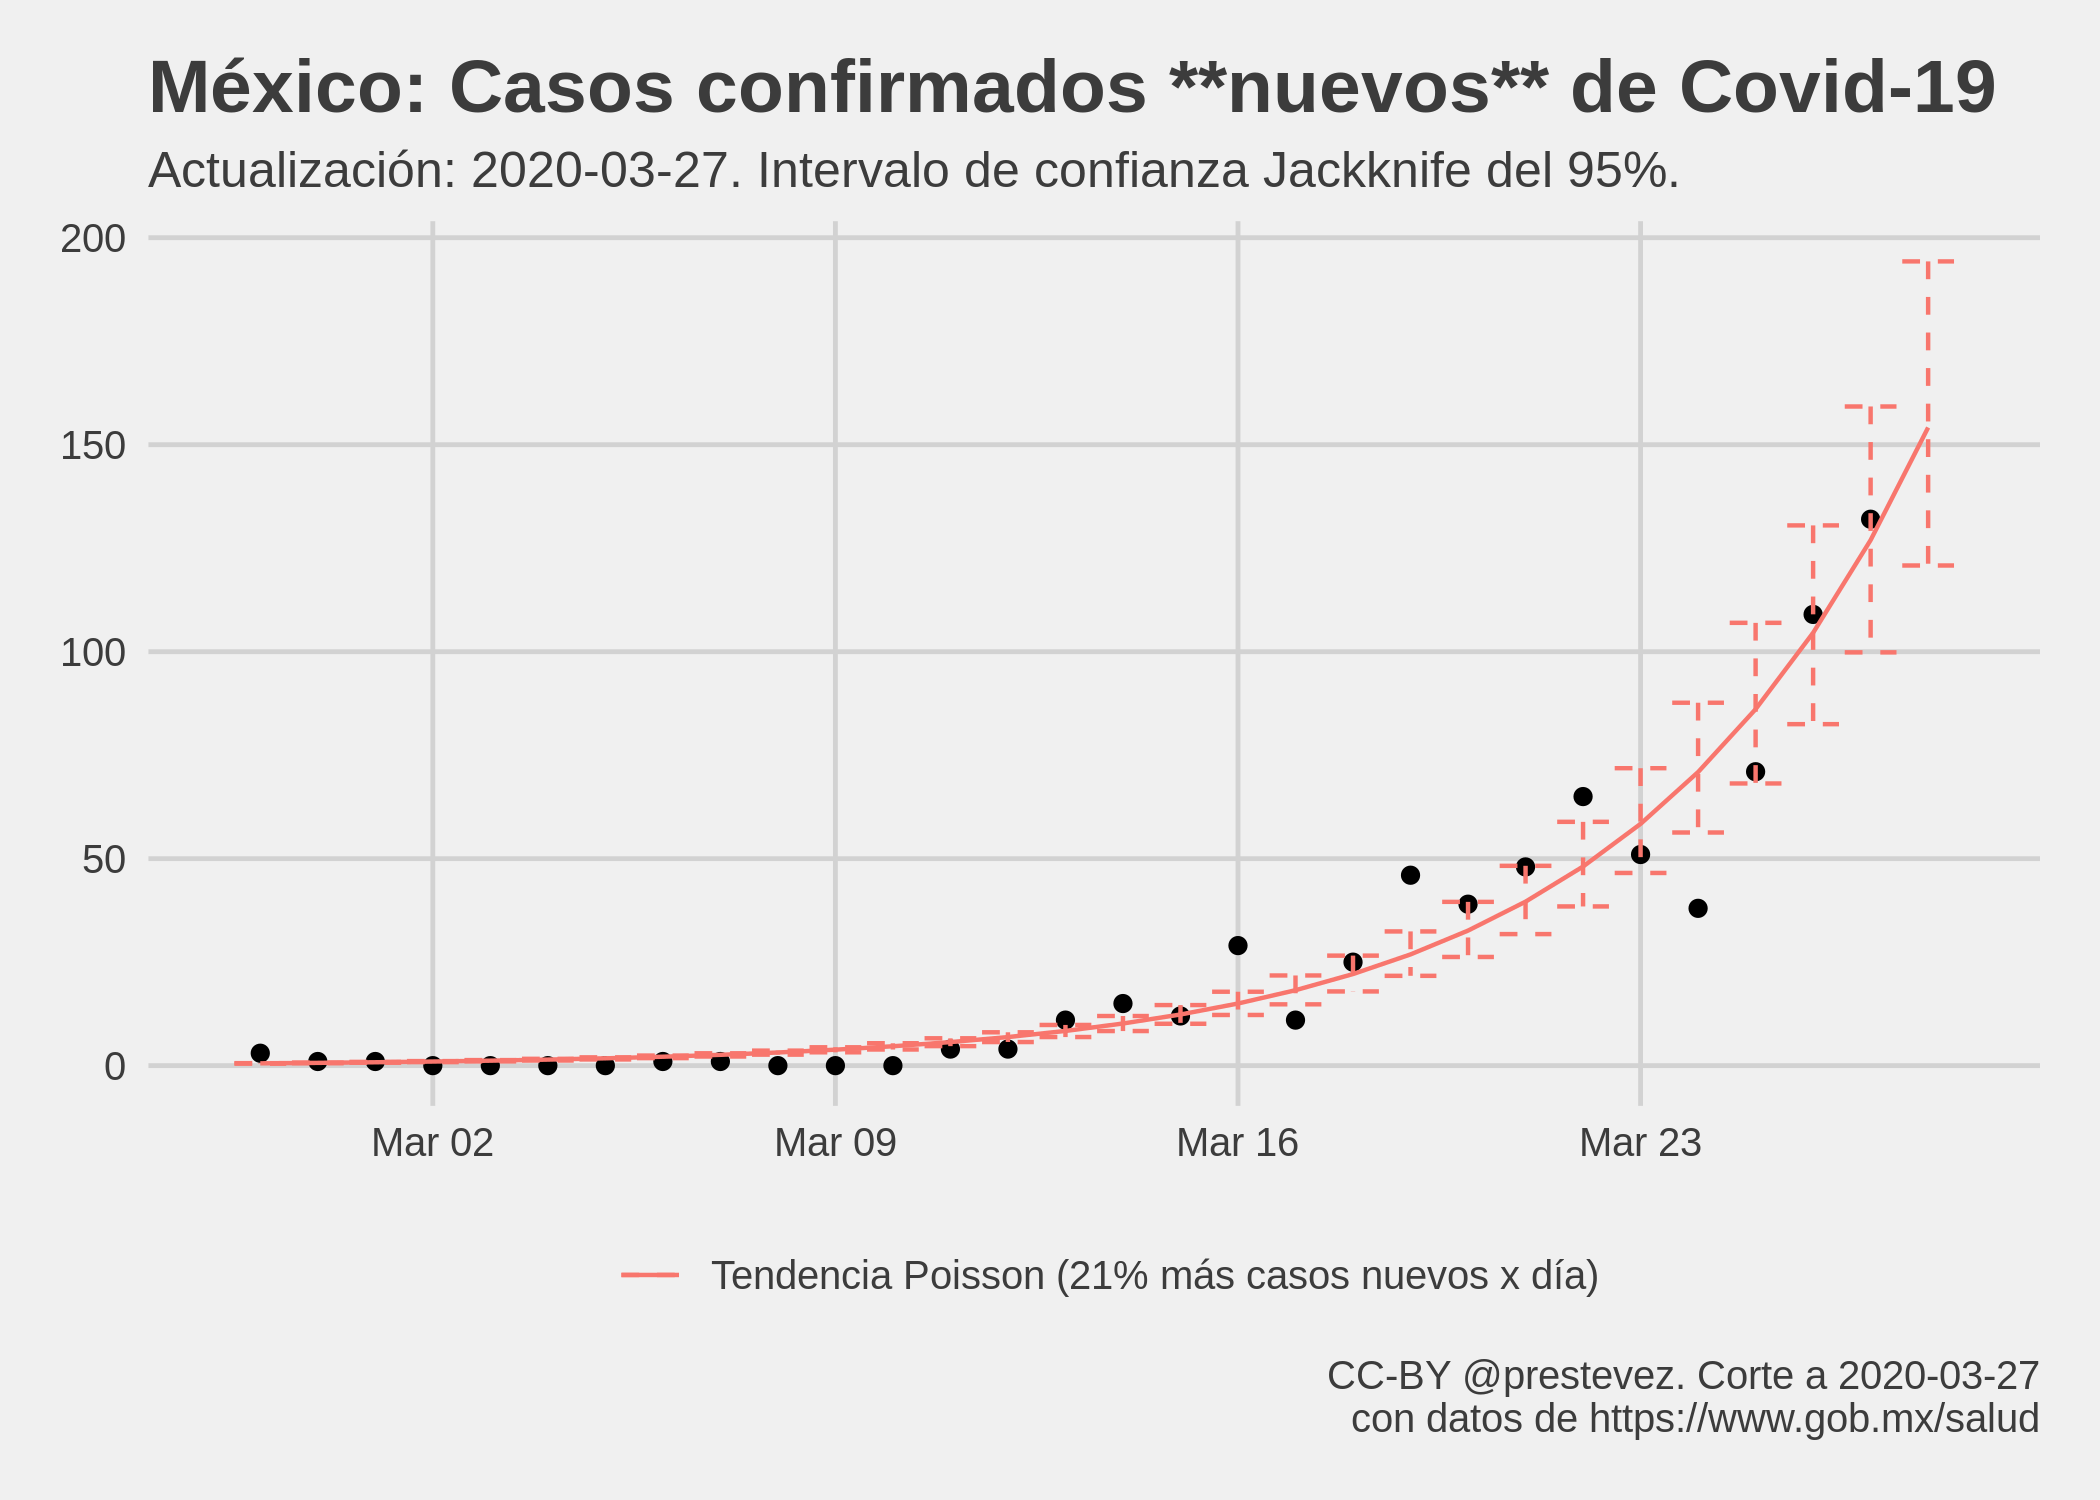 México: Casos confirmados **nuevos** de Covid-19
Actualización: 2020-03-27. Intervalo de confianza Jackknife del 95%.
200
150
100
50
0
Mar 02
Mar 09
Mar 16
Mar 23
Tendencia Poisson (21% más casos nuevos x día)
CC-BY @prestevez. Corte a 2020-03-27
con datos de https://www.gob.mx/salud